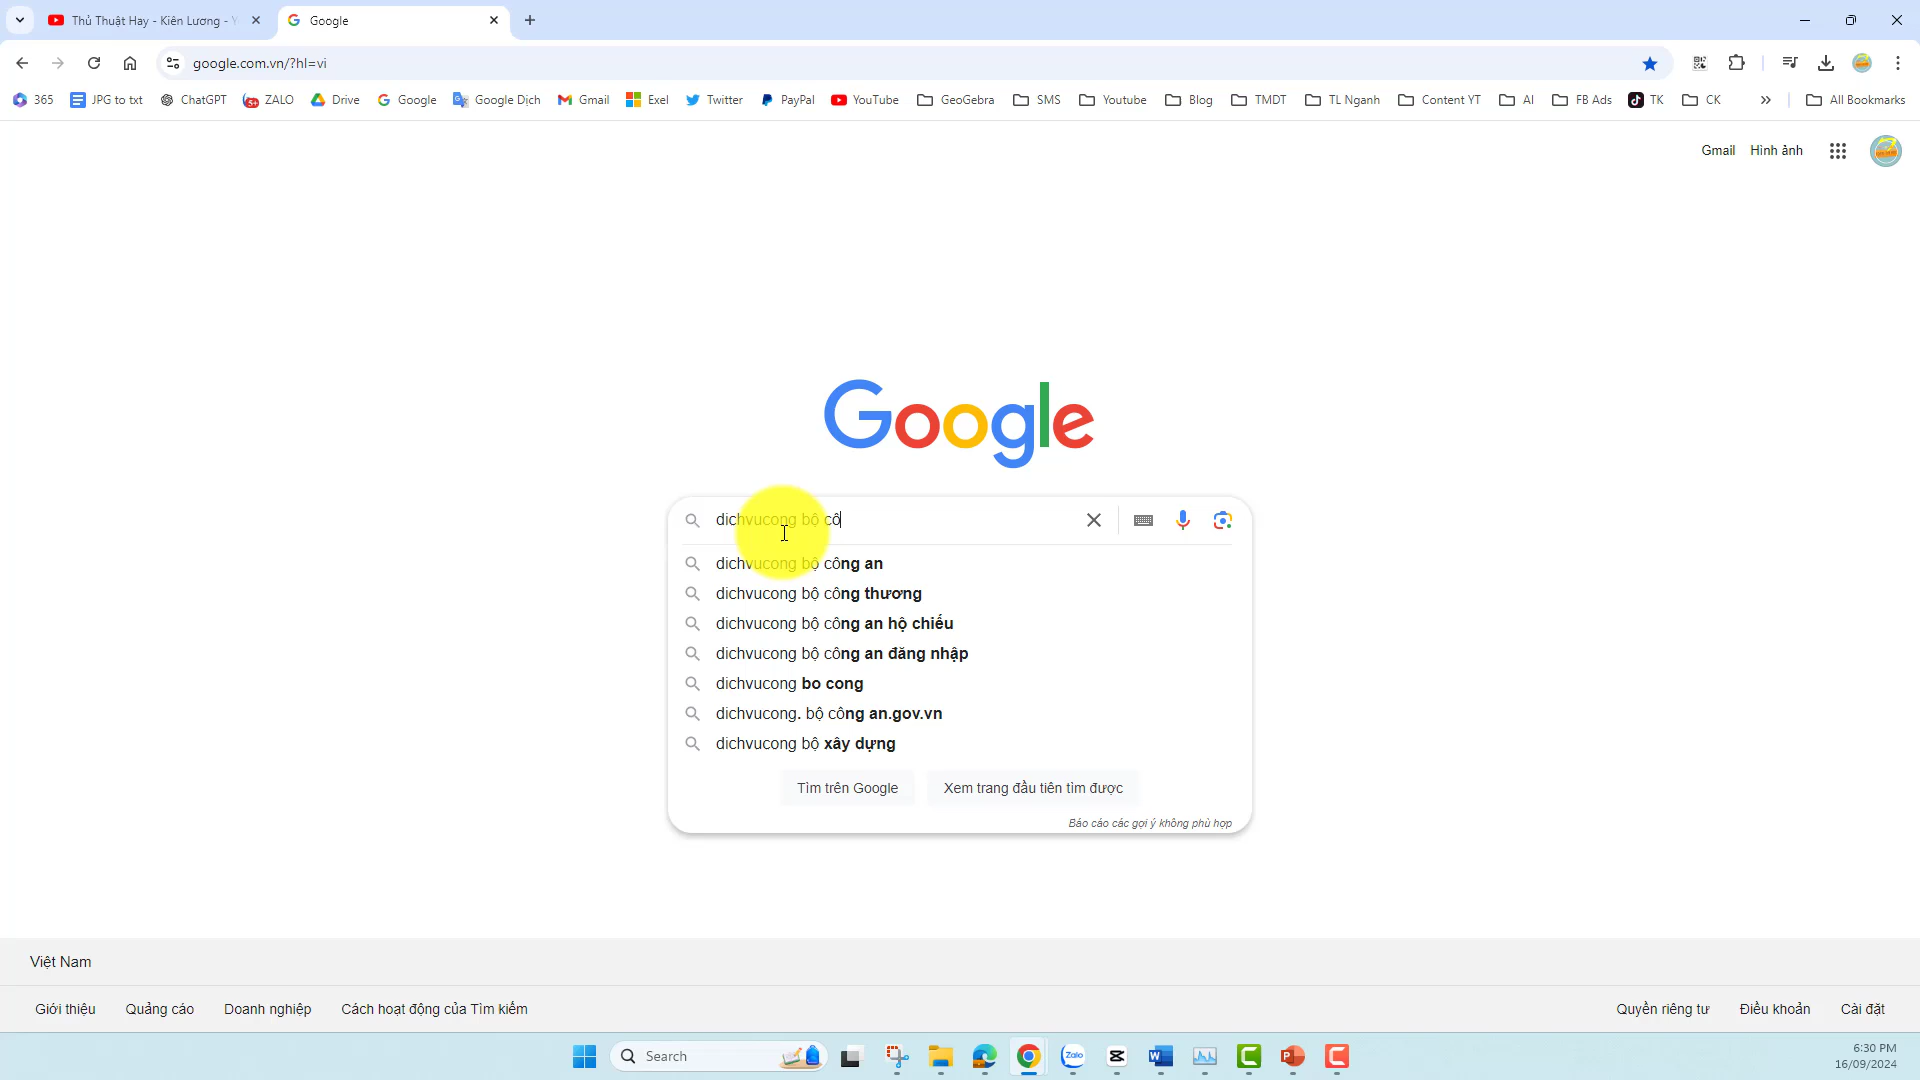 Thủ Thuật Hay - Kiên Lương - Y
Google
google.com.vn/?hl=vi
365 JPG to txt ChatGPT ZALO Drive Google Google Dịch Gmail Exel Twitter PayPal YouTube GeoGebra SMS Youtube Blog TMDT TL Nganh Content YT AI FB Ads TK CK All Bookmarks
Gmail Hình ảnh
Google
dichvucong bộ cô
dichvucong bộ công an
dichvucong bộ công thương
dichvucong bộ công an hộ chiếu
dichvucong bộ công an đăng nhập
dichvucong bo cong
dichvucong. bộ công an.gov.vn
dichvucong bộ xây dựng
Tìm trên Google Xem trang đầu tiên tìm được
Báo cáo các gợi ý không phù hợp
Việt Nam
Giới thiệu Quảng cáo Doanh nghiệp Cách hoạt động của Tìm kiếm Quyền riêng tư Điều khoản Cài đặt
Search
Zalo
6:30 PM
16/09/2024